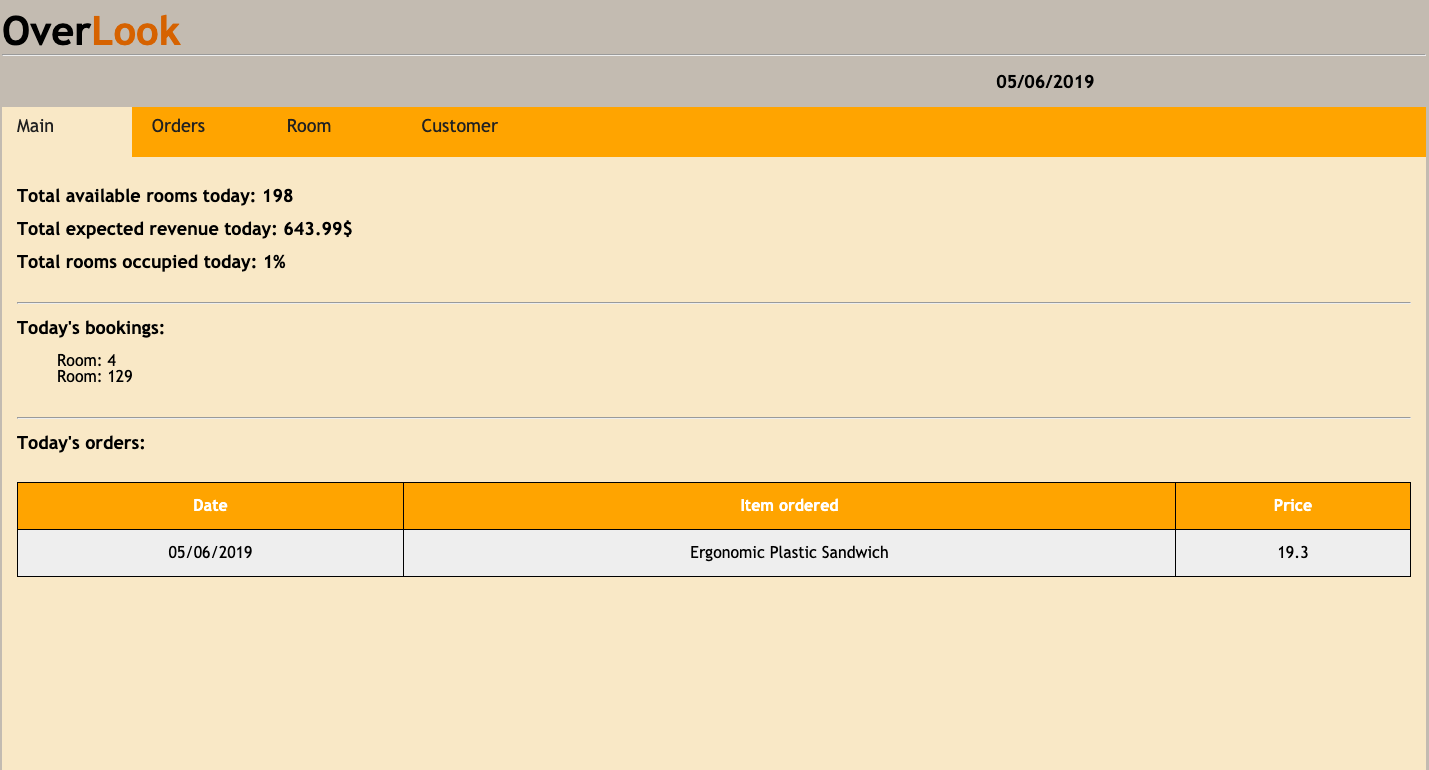 OverLook
05/06/2019
Main Orders Room Customer
Total available rooms today: 198
Total expected revenue today: 643.99$
Total rooms occupied today: 1%
Today's bookings:
Room: 4
Room: 129
Today's orders:
Date Item ordered Price
05/06/2019 Ergonomic Plastic Sandwich 19.3